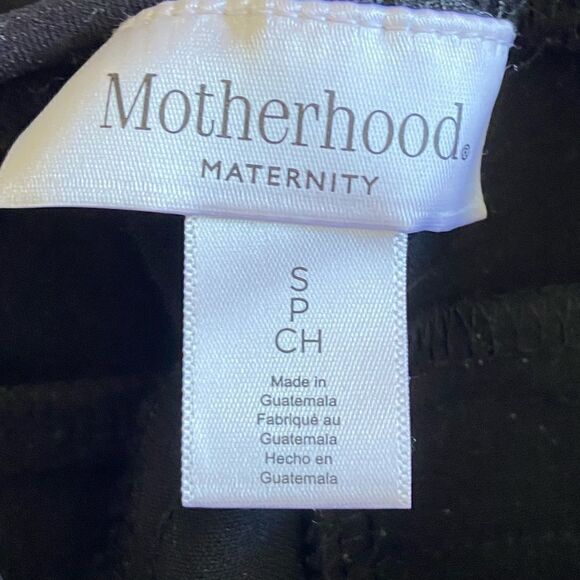 Motherhood®
MATERNITY
S
P
CH
Made in
Guatemala
Fabriqué au
Guatemala
Hecho en
Guatemala